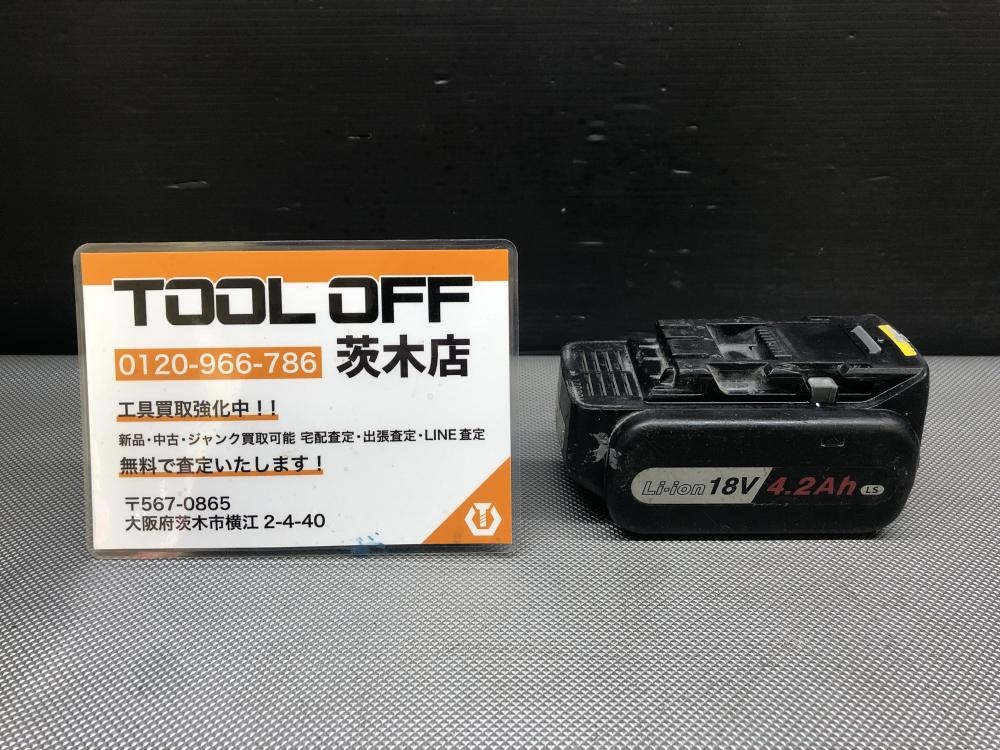 TOOL OFF
0120-966-786 茨木店
工具買取強化中！！
新品・中古・ジャンク買取可能 宅配査定・出張査定・LINE査定
無料で査定いたします！
〒567-0865
大阪府茨木市横江 2-4-40
Li-ion 18V 4.2Ah LS